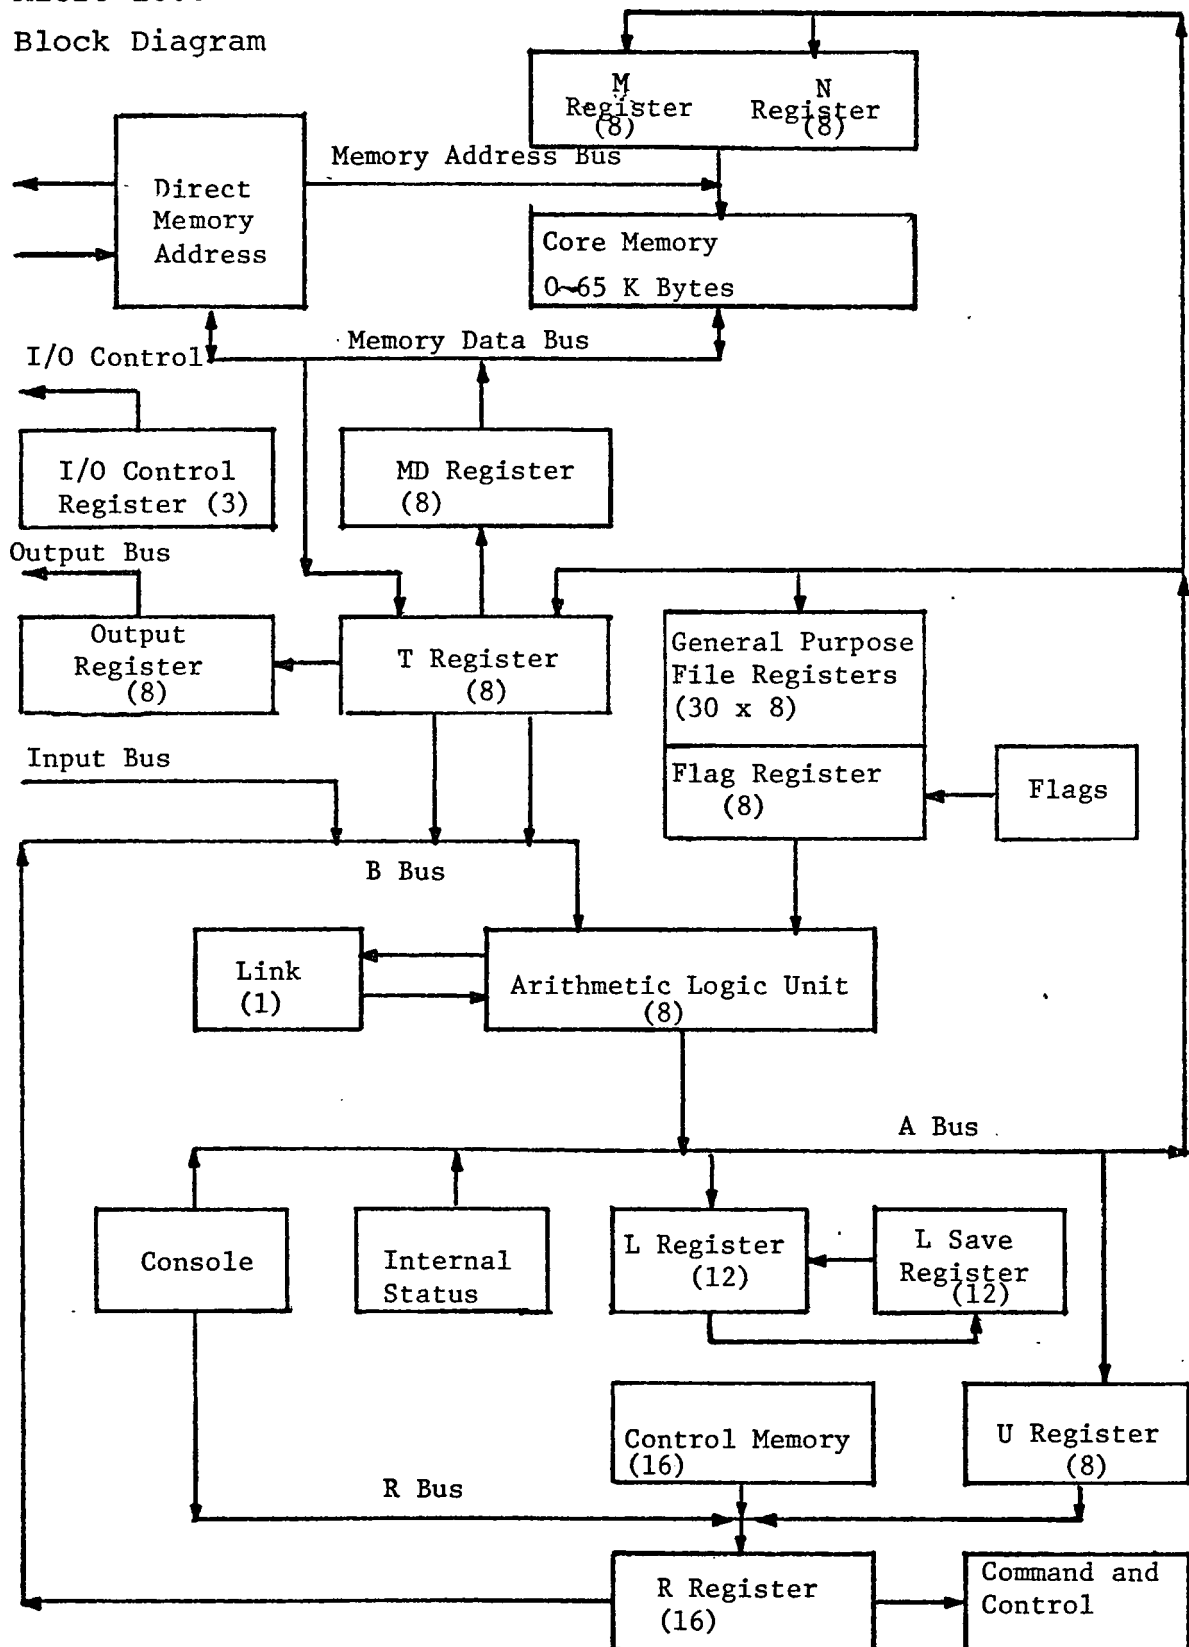 Block Diagram
M
Register
(8)
N
Register
(8)
Memory Address Bus
Direct
Memory
Address
Core Memory
0~65 K Bytes
Memory Data Bus
I/O Control
I/O Control
Register (3)
MD Register
(8)
Output Bus
Output
Register
(8)
T Register
(8)
General Purpose
File Registers
(30 x 8)
Input Bus
Flag Register
(8)
Flags
B Bus
Link
(1)
Arithmetic Logic Unit
(8)
A Bus
Console
Internal
Status
L Register
(12)
L Save
Register
(12)
Control Memory
(16)
U Register
(8)
R Bus
R Register
(16)
Command and
Control